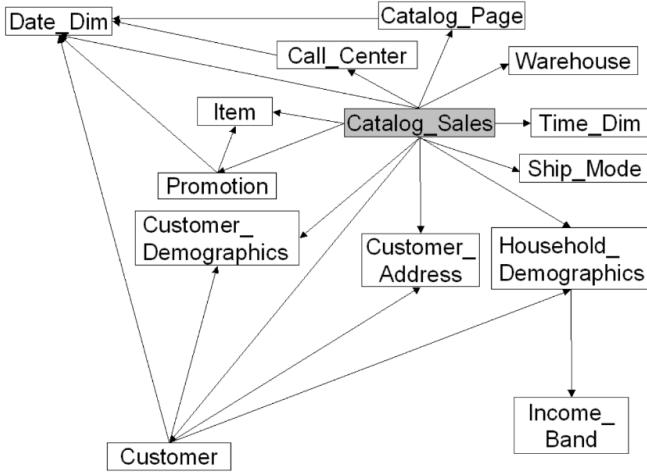 Date_Dim
Catalog_Page
Call_Center
Warehouse
Item
Catalog_Sales
Time_Dim
Promotion
Ship_Mode
Customer_
Demographics
Customer_
Address
Household_
Demographics
Income_
Band
Customer